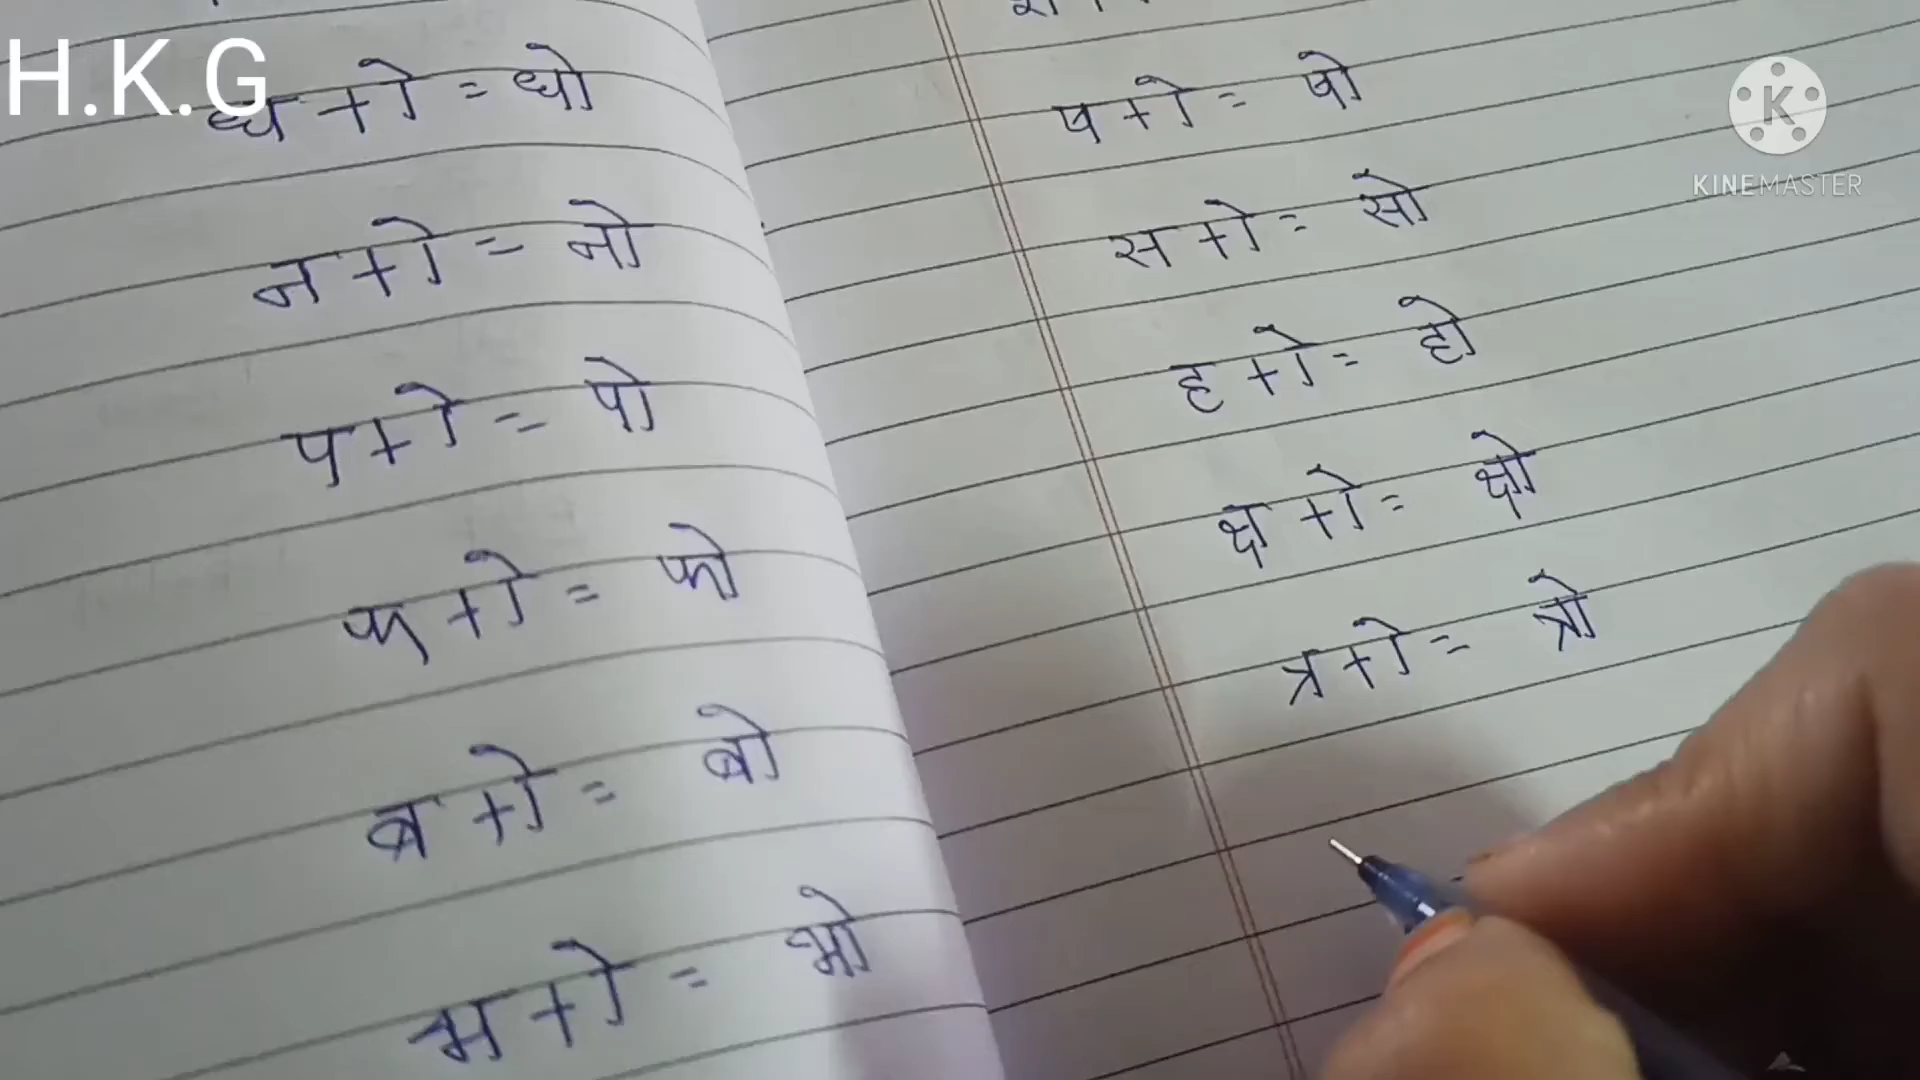 H.K.G
ध + ो = धो
न + ो = नो
प + ो = पो
फ + ो = फो
ब + ो = बो
भ + ो = भो
ष + ो = षो
स + ो = सो
ह + ो = हो
क्ष + ो = क्षो
त्र + ो = त्रो
K
KINEMASTER